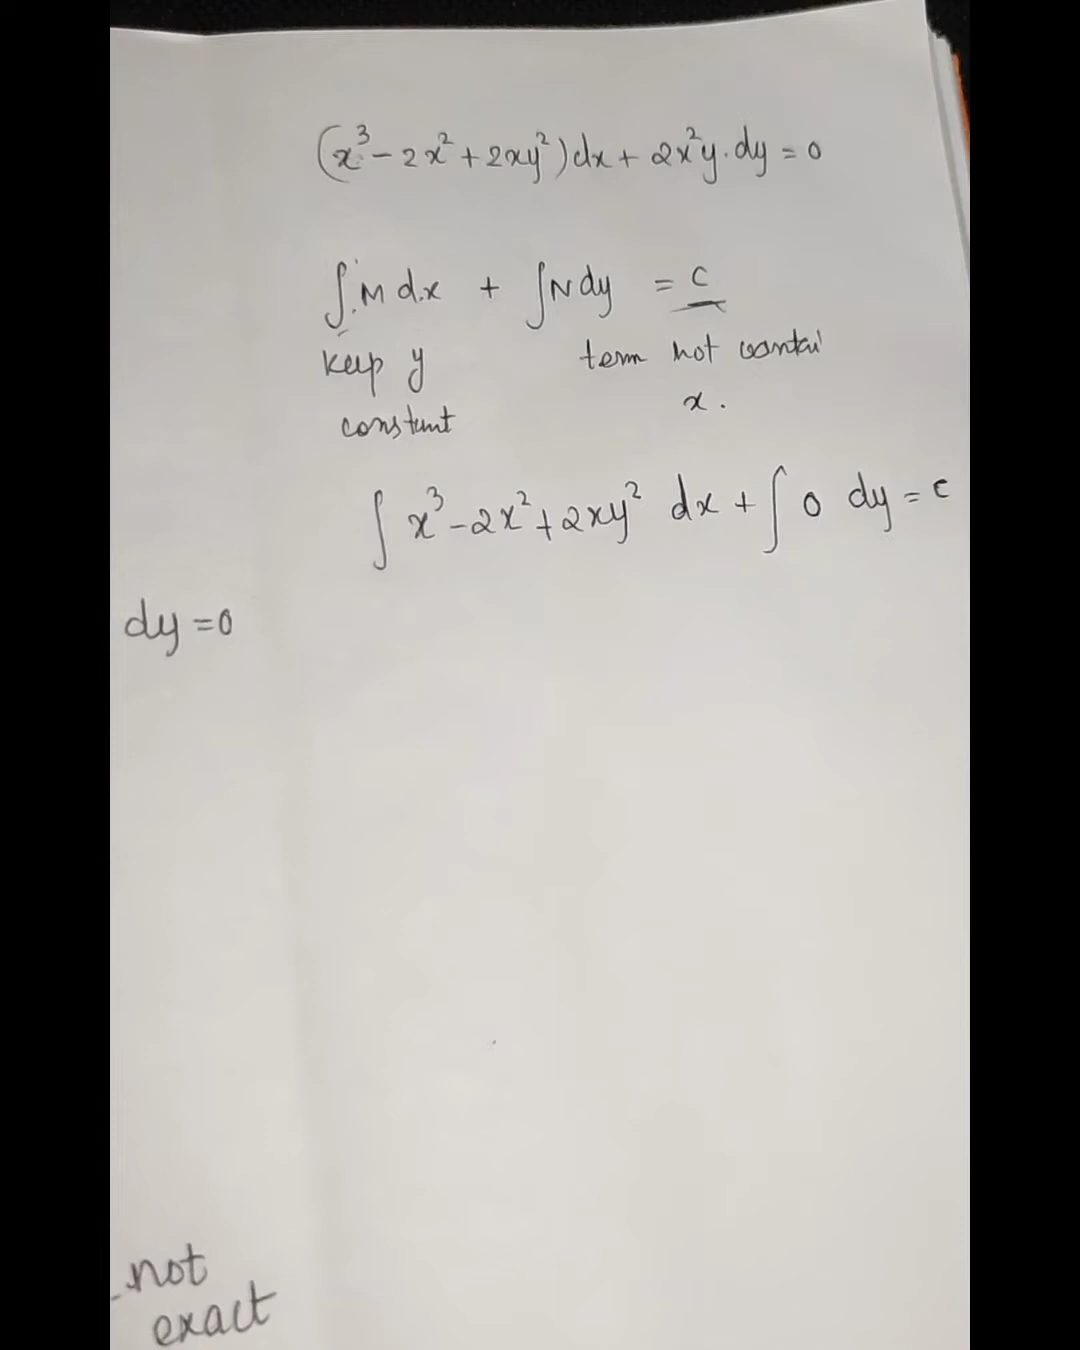 (x³ - 2x² + 2xy²) dx + 2x²y · dy = 0
∫ M dx + ∫ N dy = c
keep y term not contai
constant x .
∫ x³ - 2x² + 2xy² dx + ∫ 0 dy = c
dy = 0
not
exact